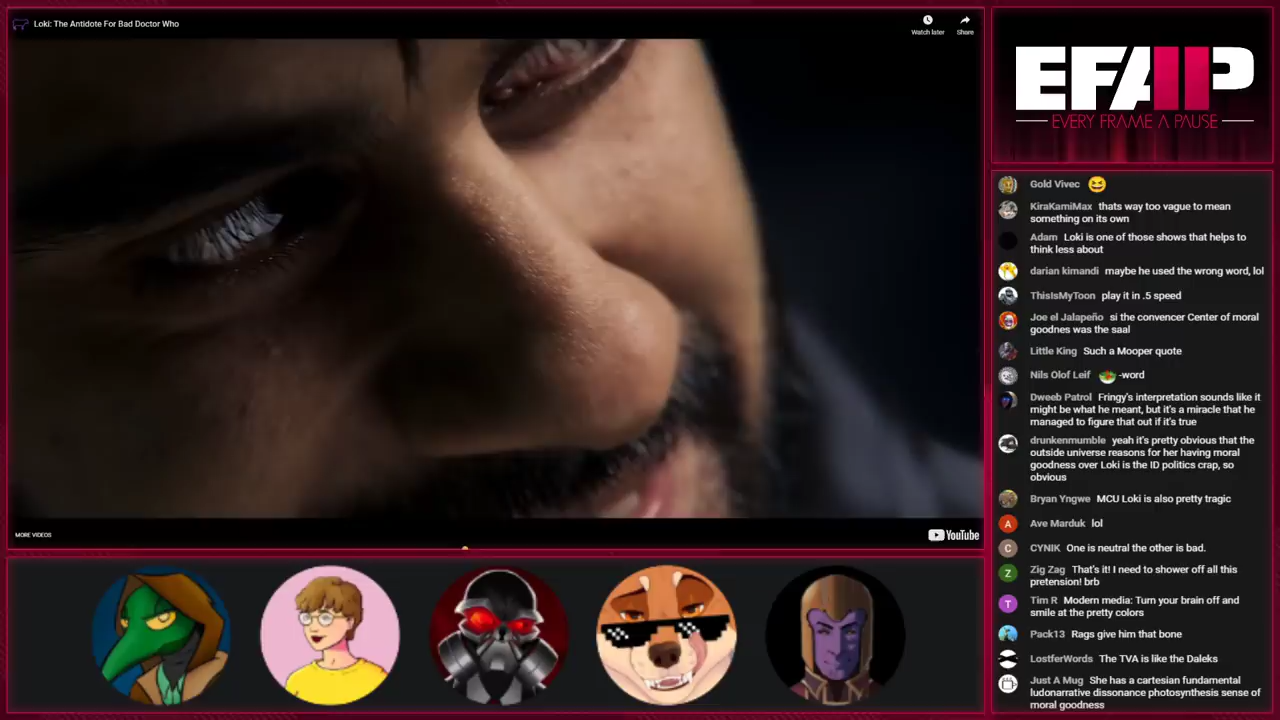 Loki: The Antidote For Bad Doctor Who
Watch later
Share
MORE VIDEOS
YouTube
EFAP
EVERY FRAME A PAUSE
Gold Vivec
KiraKamiMax thats way too vague to mean
something on its own
Adam Loki is one of those shows that helps to
think less about
darian kimandi maybe he used the wrong word, lol
ThisIsMyToon play it in .5 speed
Joe el Jalapeño si the convencer Center of moral
goodnes was the saal
Little King Such a Mooper quote
Nils Olof Leif -word
Dweeb Patrol Fringy's interpretation sounds like it
might be what he meant, but it's a miracle that he
managed to figure that out if it's true
drunkenmumble yeah it's pretty obvious that the
outside universe reasons for her having moral
goodness over Loki is the ID politics crap, so
obvious
Bryan Yngwe MCU Loki is also pretty tragic
A
Ave Marduk lol
C
CYNIK One is neutral the other is bad.
Z
Zig Zag That's it! I need to shower off all this
pretension! brb
T
Tim R Modern media: Turn your brain off and
smile at the pretty colors
Pack13 Rags give him that bone
LostferWords The TVA is like the Daleks
Just A Mug She has a cartesian fundamental
ludonarrative dissonance photosynthesis sense of
moral goodness